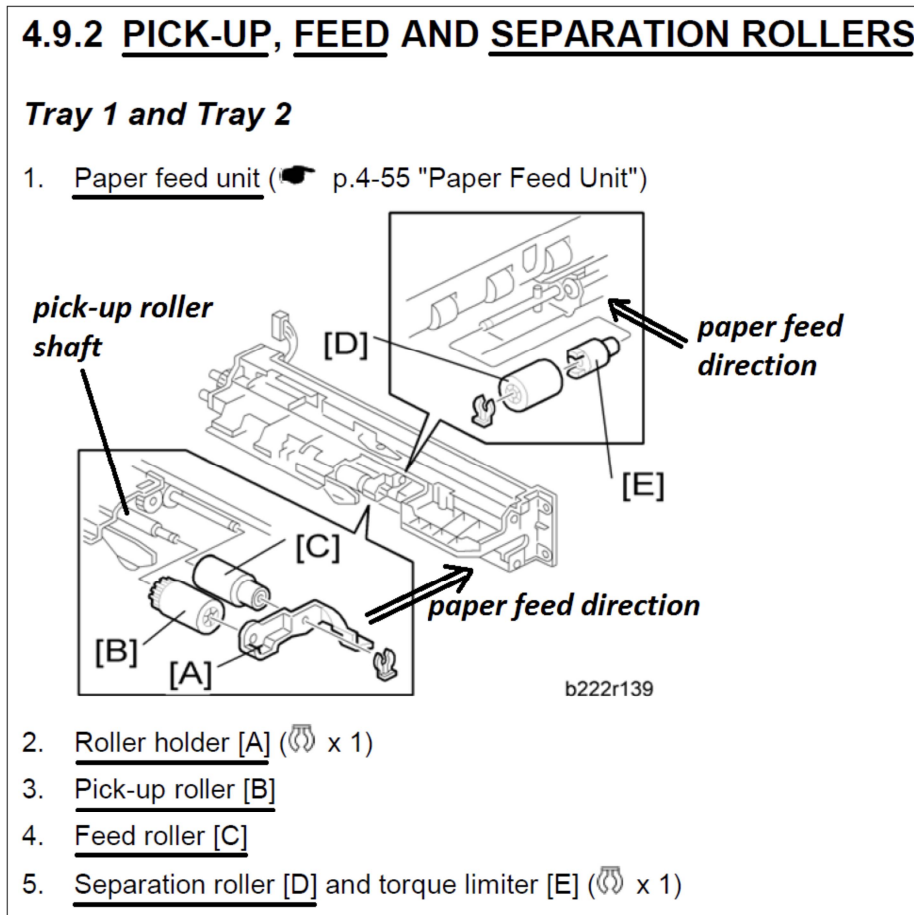 4.9.2 PICK-UP, FEED AND SEPARATION ROLLERS
Tray 1 and Tray 2
1. Paper feed unit (☛ p.4-55 "Paper Feed Unit")
pick-up roller
shaft
[D]
paper feed
direction
[E]
[C]
paper feed direction
[B]
[A]
b222r139
2. Roller holder [A] ( x 1)
3. Pick-up roller [B]
4. Feed roller [C]
5. Separation roller [D] and torque limiter [E] ( x 1)